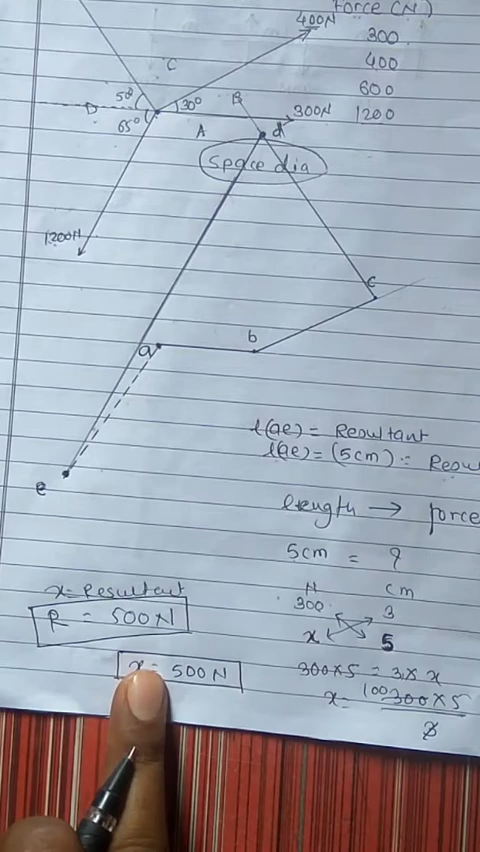 force (N)
400N
300
C
400
600
50°
30°
B
300N
1200
D
65°
A
d
Space dia
1200N
c
b
a
l(ae) = Resultant
l(ae) = (5cm) =
e
length → force
5cm = ?
x - Resultant
N
cm
300
3
R = 500N
x
5
x = 500N
300×5 = 3×x
x = 100 300×5
3